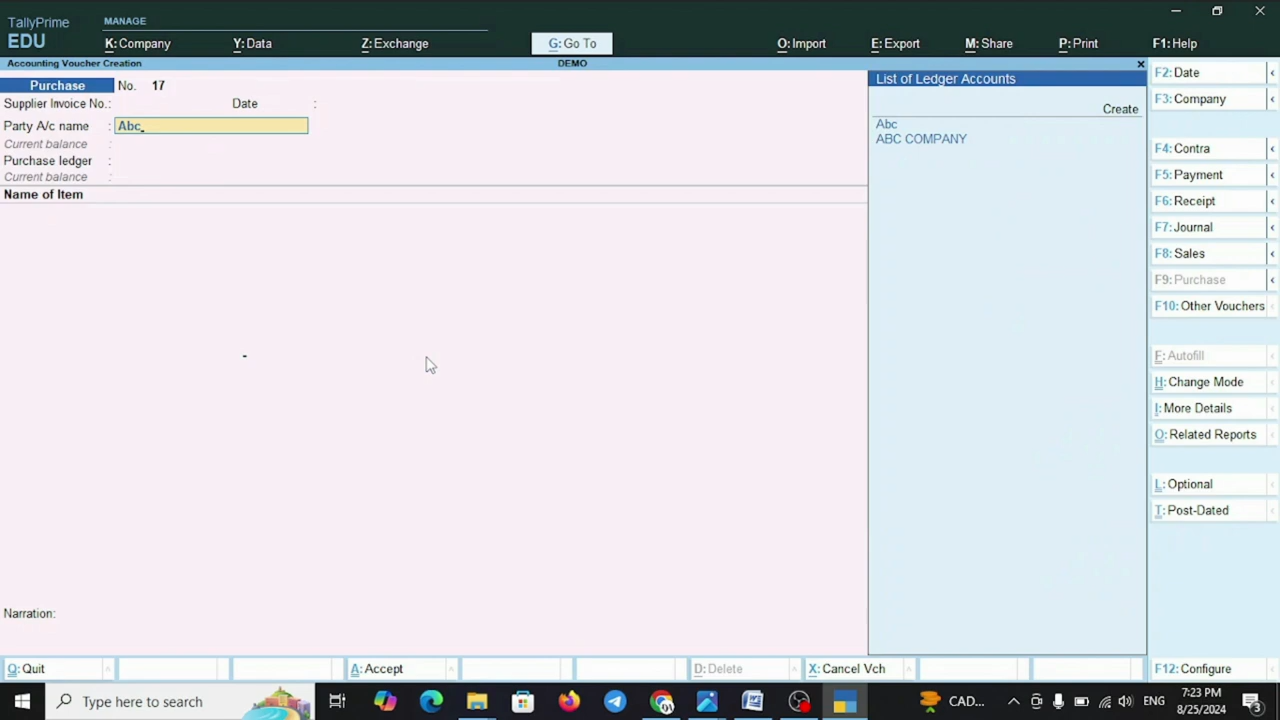 TallyPrime
EDU
MANAGE
K: Company
Y: Data
Z: Exchange
G: Go To
O: Import
E: Export
M: Share
P: Print
F1: Help
Accounting Voucher Creation
DEMO
Purchase No. 17
Supplier Invoice No.: Date :
Party A/c name : Abc
Current balance :
Purchase ledger :
Current balance :
Name of Item
Narration:
List of Ledger Accounts
Create
Abc
ABC COMPANY
F2: Date
F3: Company
F4: Contra
F5: Payment
F6: Receipt
F7: Journal
F8: Sales
F9: Purchase
F10: Other Vouchers
F: Autofill
H: Change Mode
I: More Details
O: Related Reports
L: Optional
T: Post-Dated
Q: Quit
A: Accept
D: Delete
X: Cancel Vch
F12: Configure
Type here to search
CAD...
ENG
7:23 PM
8/25/2024
3